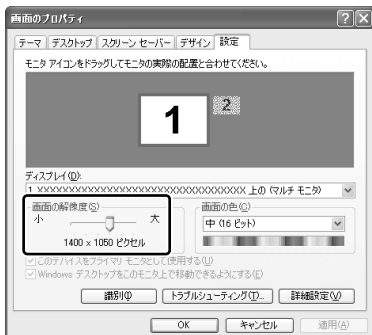 画面のプロパティ
テーマ デスクトップ スクリーン セーバー デザイン 設定
モニタ アイコンをドラッグしてモニタの実際の配置と合わせてください。
1 2
ディスプレイ(D):
1 XXXXXXXXXXXXXXXXXXXXXXXXXXXXX 上の (マルチ モニタ)
画面の解像度(S) 画面の色(C)
小 大 中 (16 ビット)
1400 × 1050 ピクセル
このデバイスをプライマリ モニタとして使用する(U)
Windows デスクトップをこのモニタ上で移動できるようにする(E)
識別(I) トラブルシューティング(T)... 詳細設定(V)
OK キャンセル 適用(A)